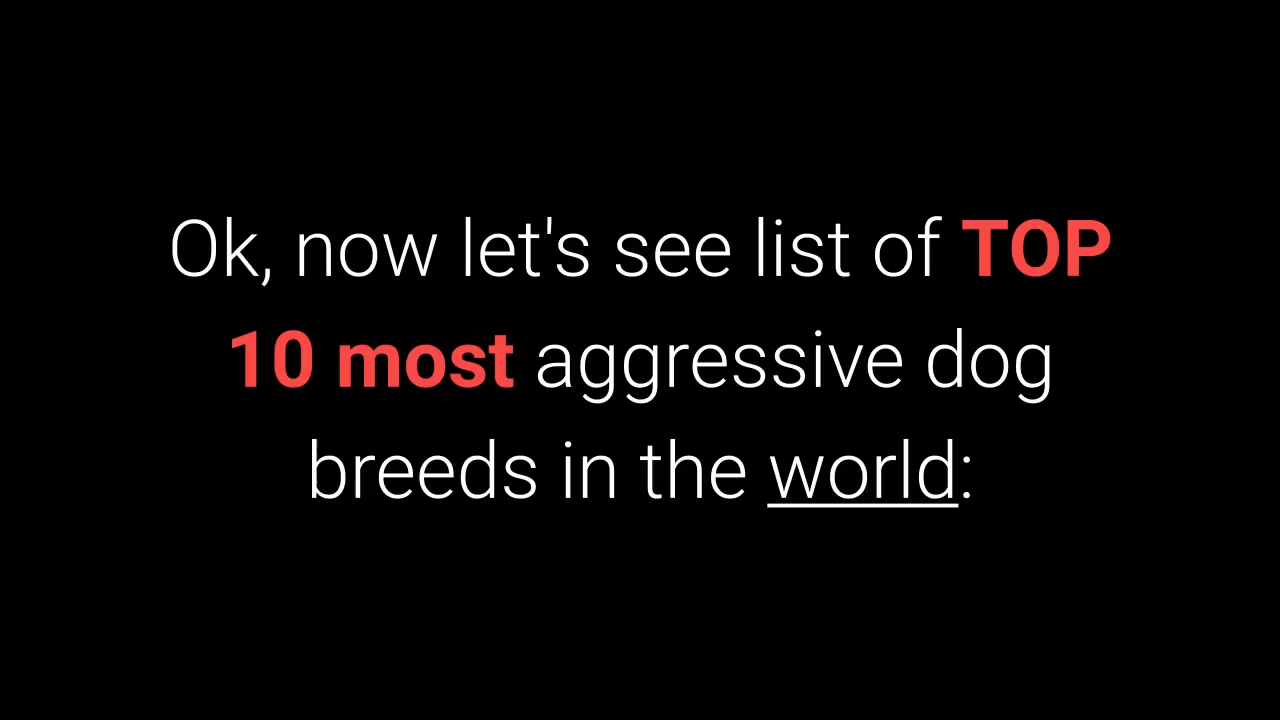 Ok, now let's see list of TOP
10 most aggressive dog
breeds in the world: